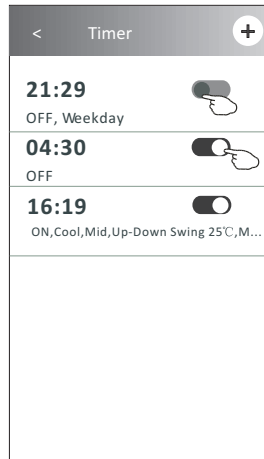 < Timer +
21:29
OFF, Weekday
04:30
OFF
16:19
ON,Cool,Mid,Up-Down Swing 25℃,M...